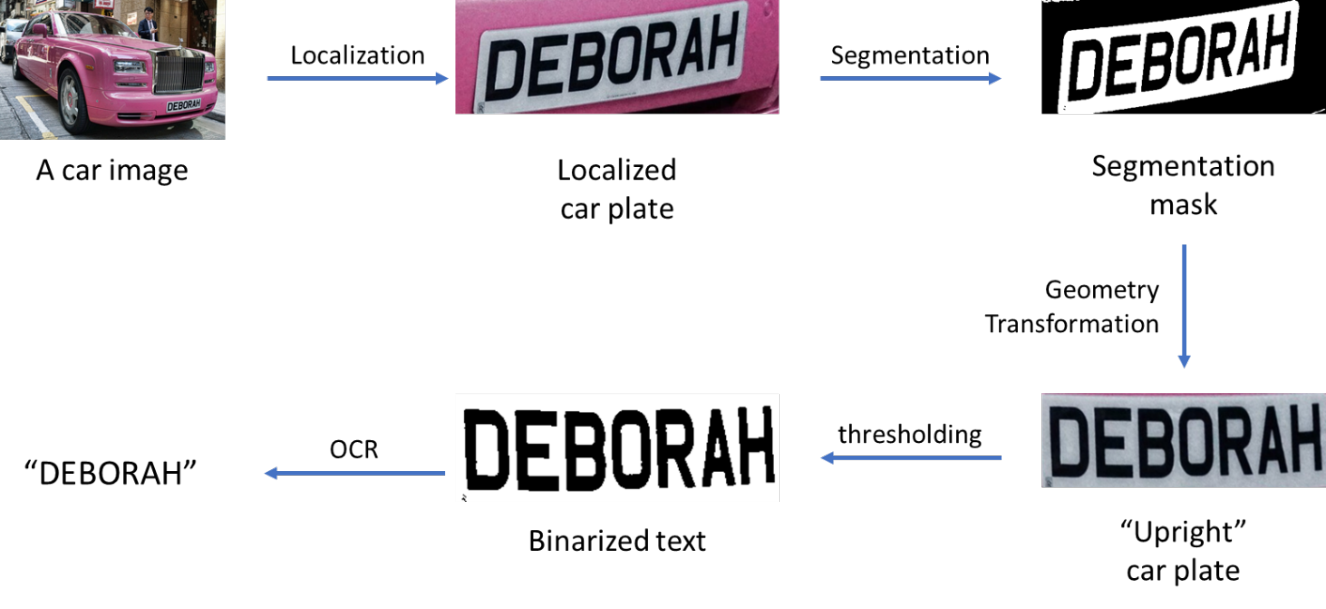 DEBORAH
Localization
DEBORAH
Segmentation
DEBORAH
A car image
Localized
car plate
Segmentation
mask
Geometry
Transformation
DEBORAH
thresholding
DEBORAH
OCR
“DEBORAH”
Binarized text
“Upright”
car plate